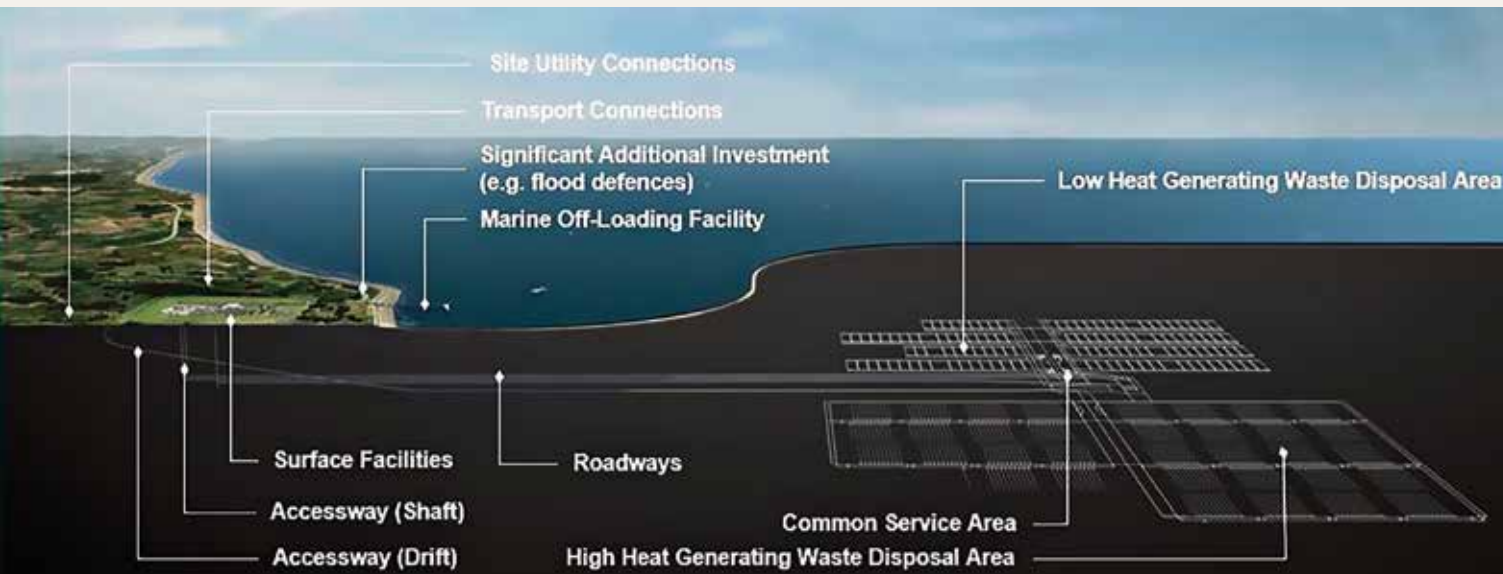 Site Utility Connections
Transport Connections
Significant Additional Investment
(e.g. flood defences)
Marine Off-Loading Facility
Low Heat Generating Waste Disposal Area
Surface Facilities
Roadways
Accessway (Shaft)
Common Service Area
Accessway (Drift)
High Heat Generating Waste Disposal Area